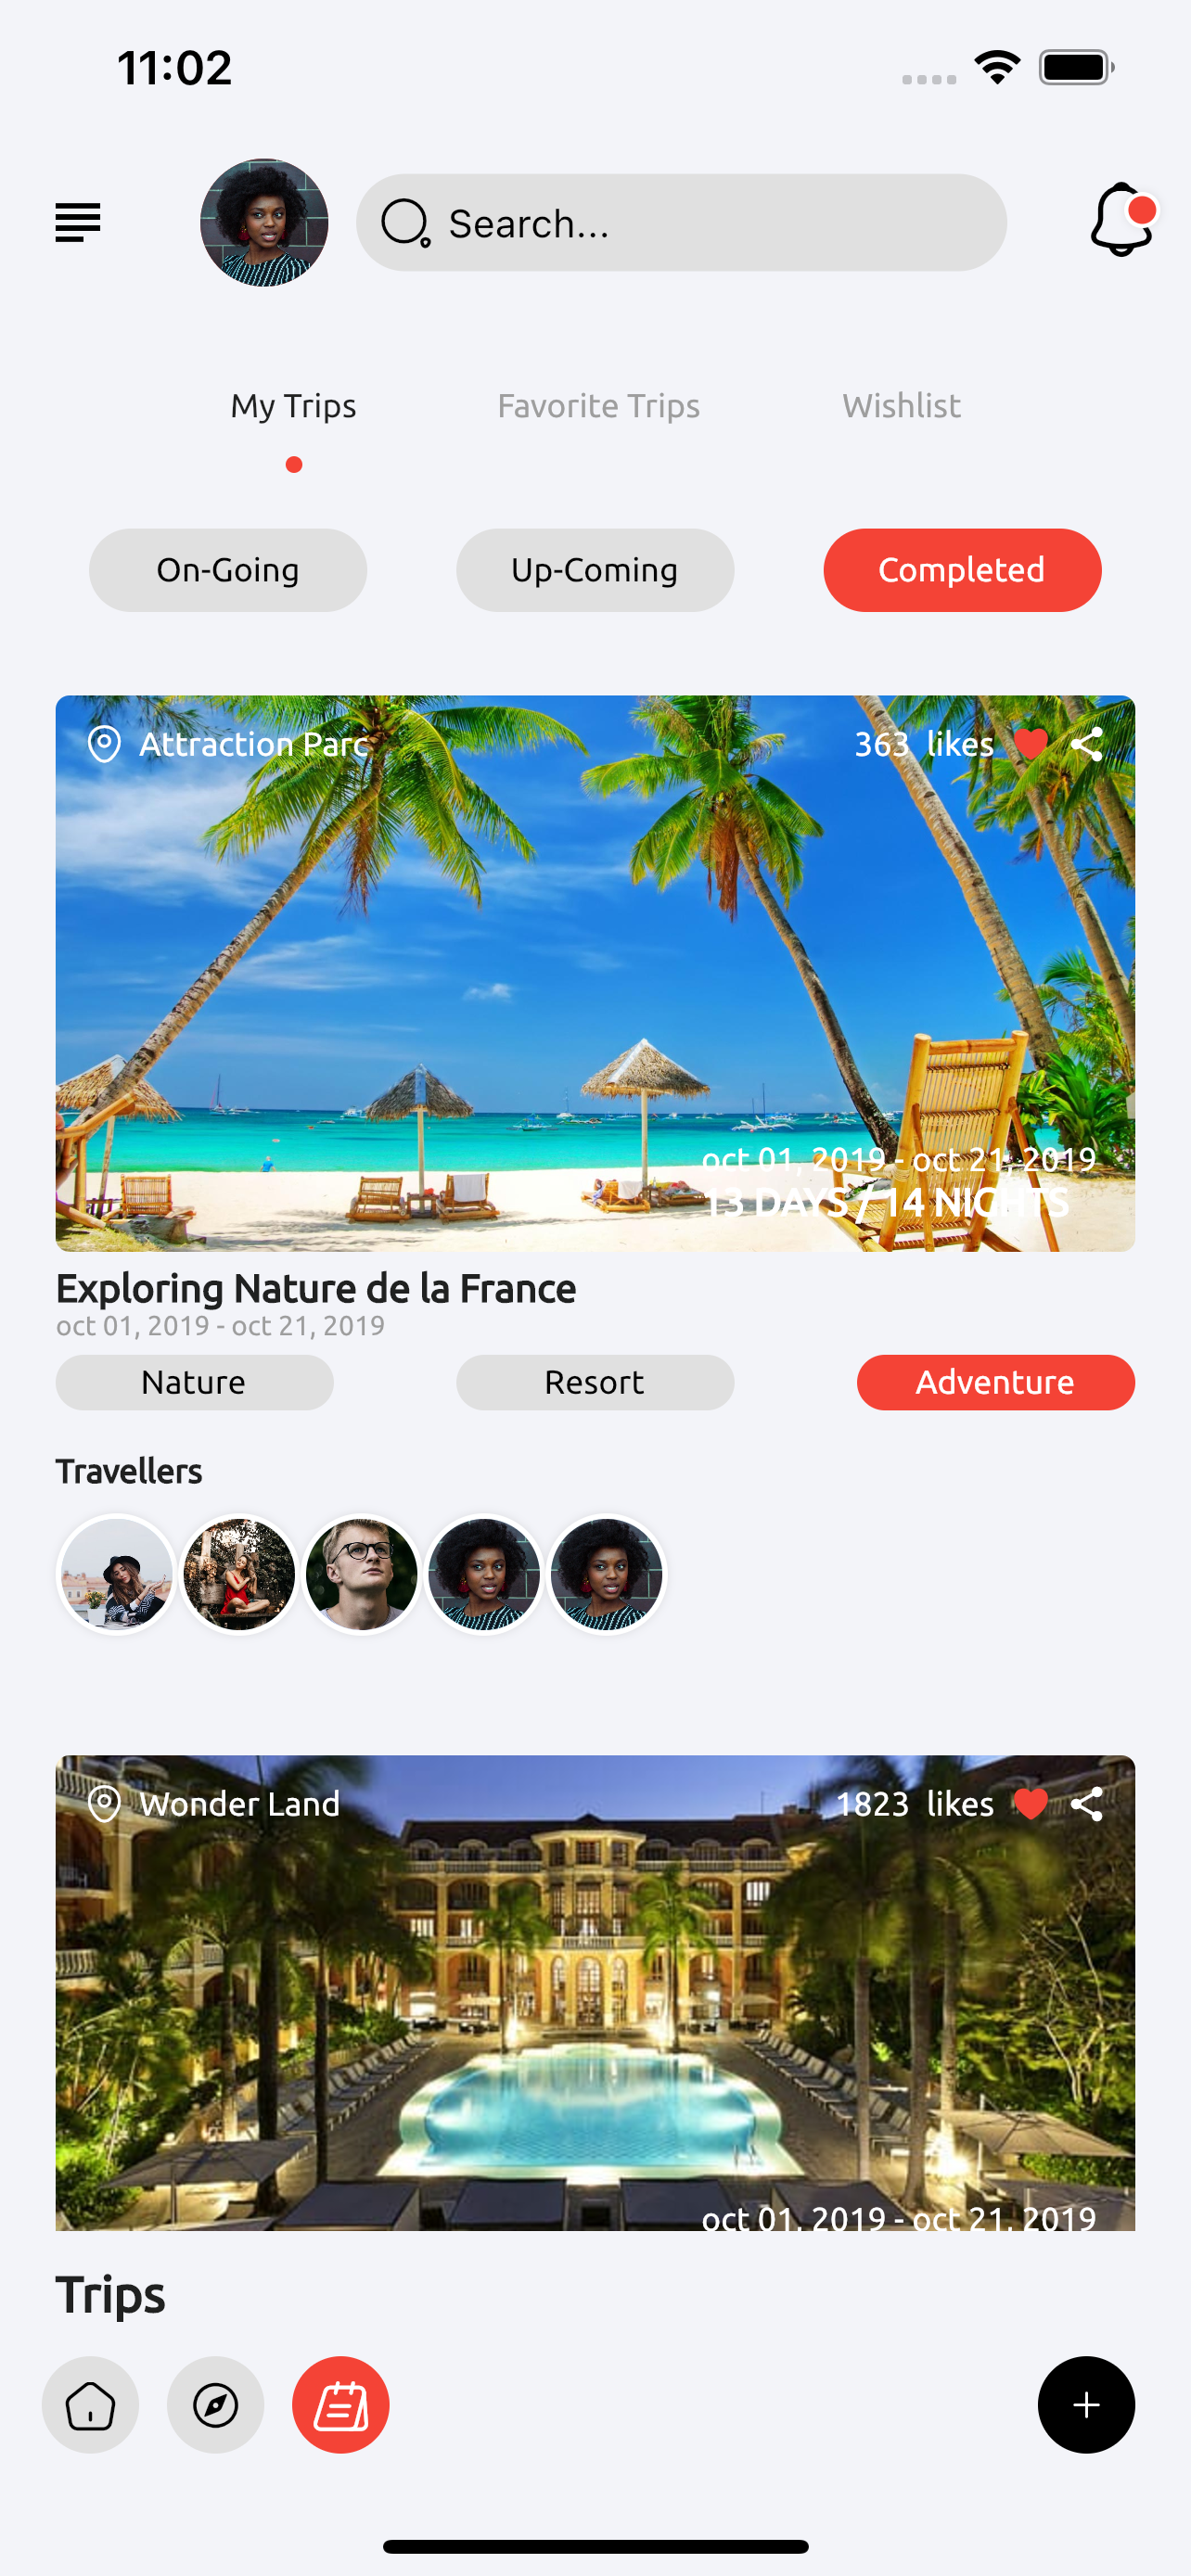 11:02
Search...
My Trips Favorite Trips Wishlist
On-Going Up-Coming Completed
Attraction Parc 363 likes
oct 01, 2019 - oct 21, 2019
13 DAYS / 14 NIGHTS
Exploring Nature de la France
oct 01, 2019 - oct 21, 2019
Nature Resort Adventure
Travellers
Wonder Land 1823 likes
oct 01, 2019 - oct 21, 2019
Trips